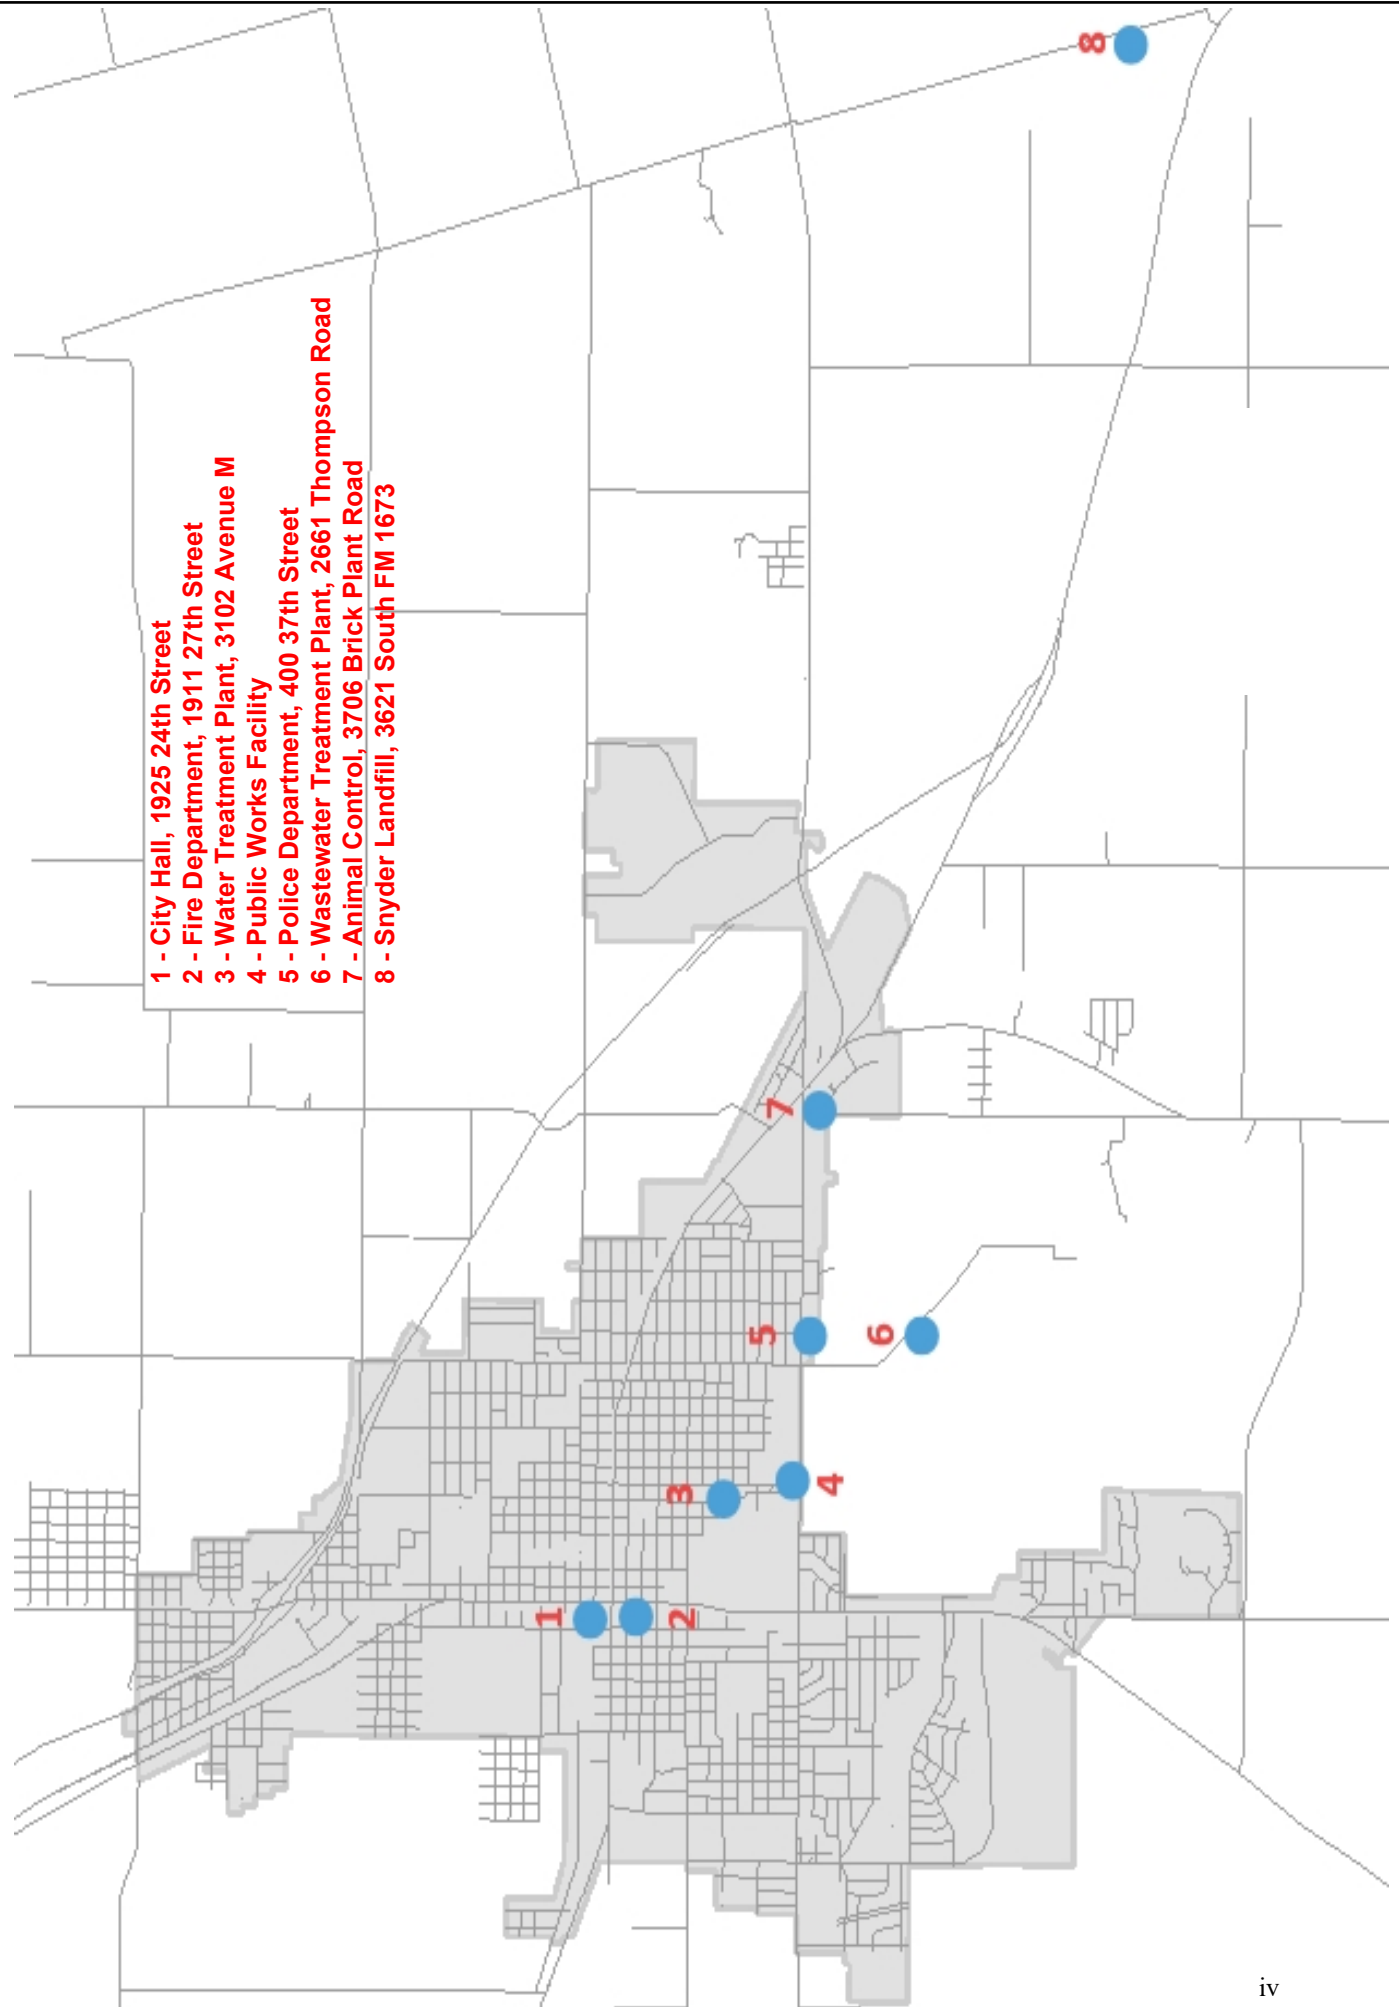 1 - City Hall, 1925 24th Street
2 - Fire Department, 1911 27th Street
3 - Water Treatment Plant, 3102 Avenue M
4 - Public Works Facility
5 - Police Department, 400 37th Street
6 - Wastewater Treatment Plant, 2661 Thompson Road
7 - Animal Control, 3706 Brick Plant Road
8 - Snyder Landfill, 3621 South FM 1673
1
2
3
4
5
6
7
8
iv